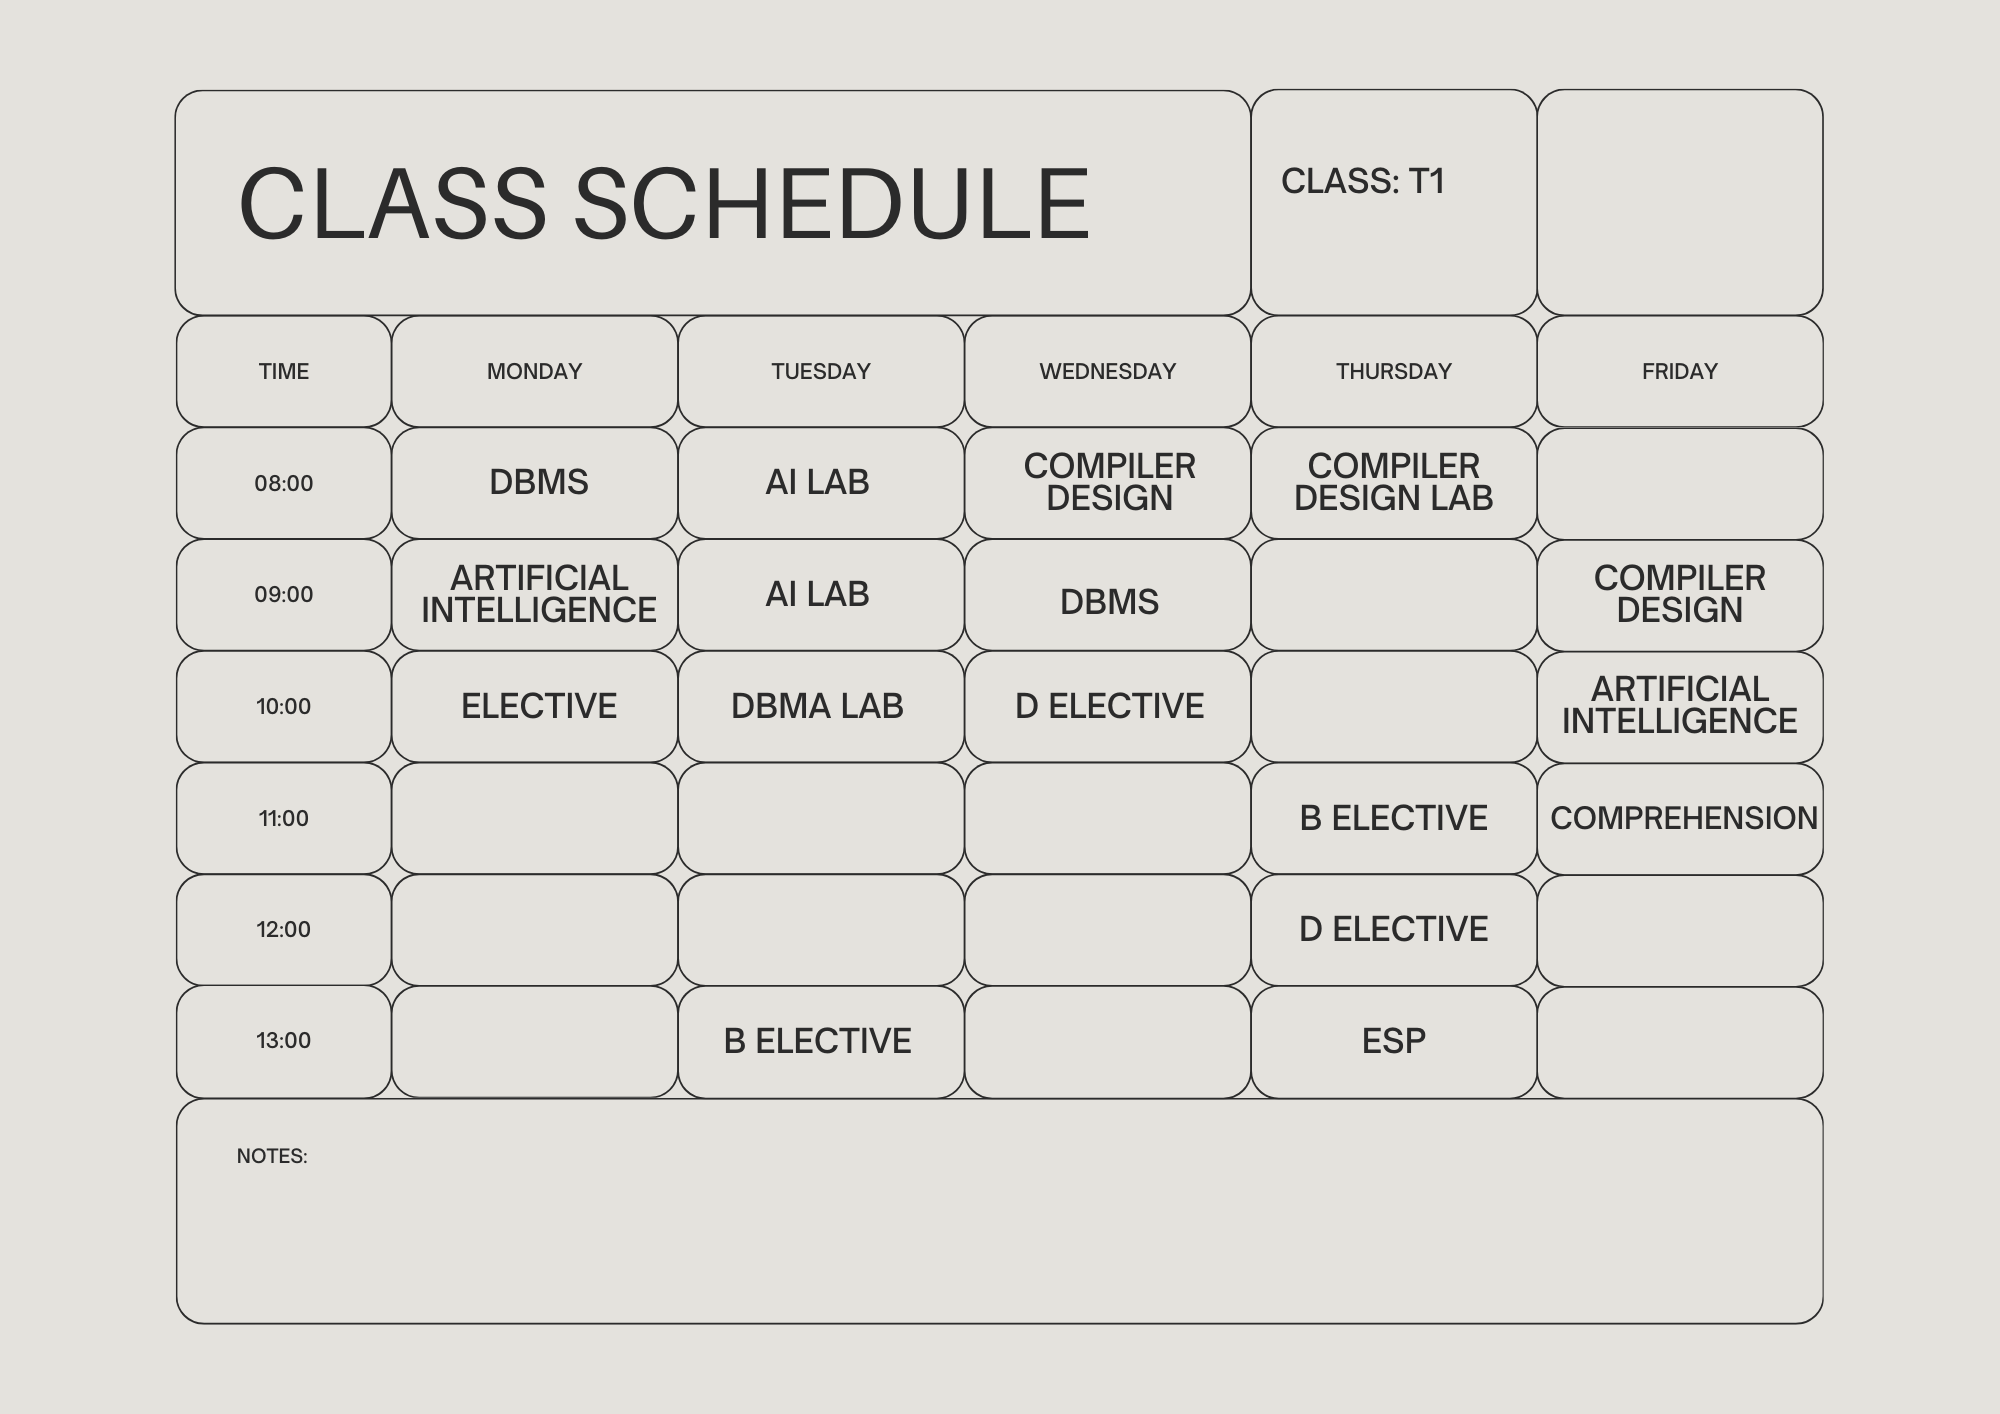 CLASS SCHEDULE
CLASS: T1
TIME
MONDAY
TUESDAY
WEDNESDAY
THURSDAY
FRIDAY
08:00
DBMS
AI LAB
COMPILER
DESIGN
COMPILER
DESIGN LAB
09:00
ARTIFICIAL
INTELLIGENCE
AI LAB
DBMS
COMPILER
DESIGN
10:00
ELECTIVE
DBMA LAB
D ELECTIVE
ARTIFICIAL
INTELLIGENCE
11:00
B ELECTIVE
COMPREHENSION
12:00
D ELECTIVE
13:00
B ELECTIVE
ESP
NOTES: